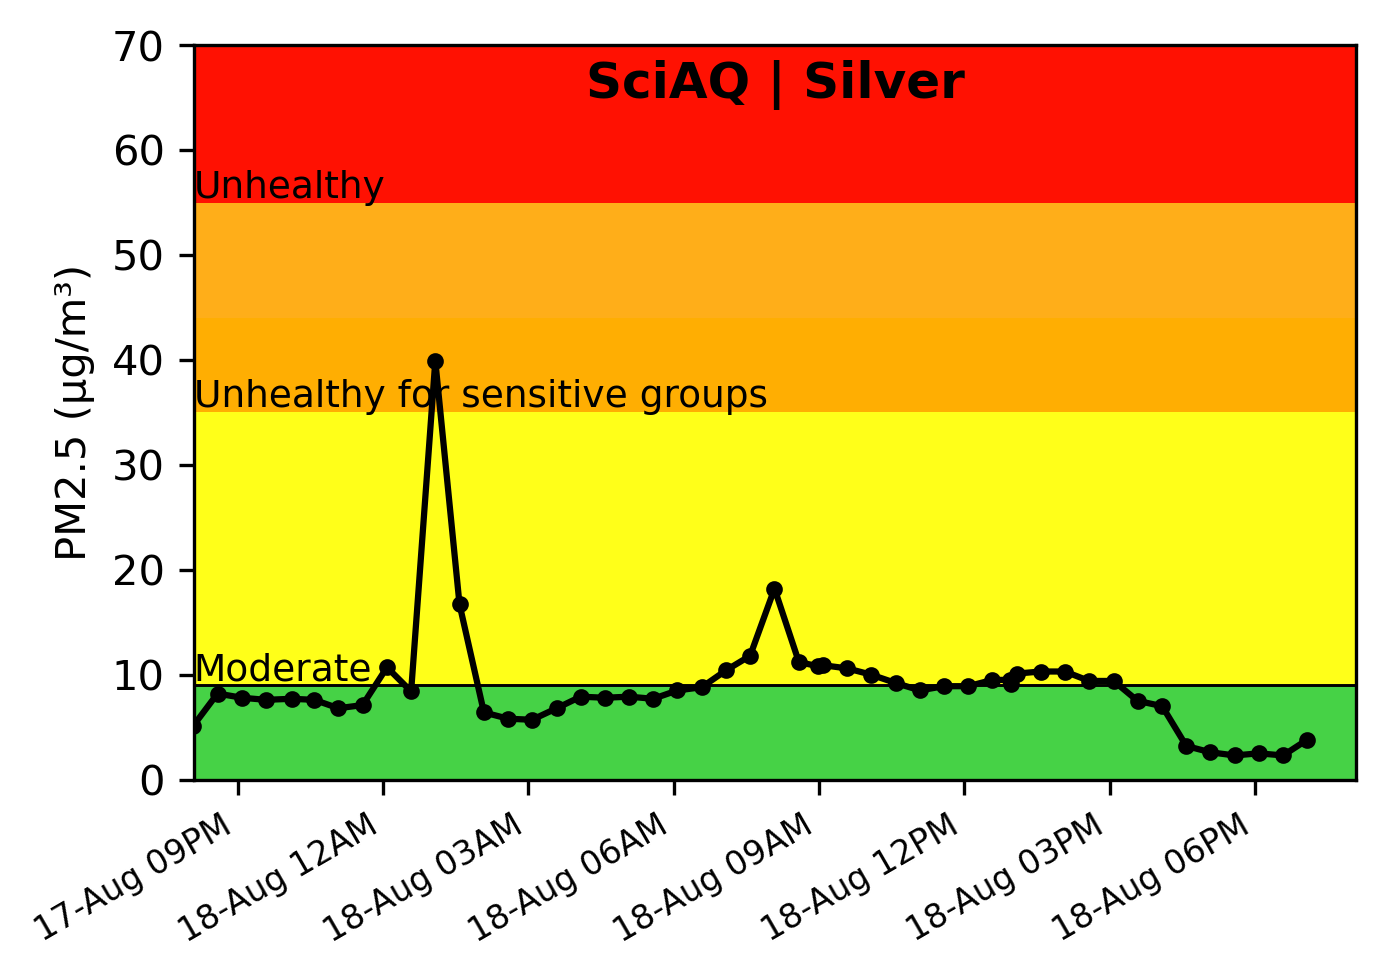 SciAQ | Silver
PM2.5 (µg/m³)
70
60
50
40
30
20
10
0
Unhealthy
Unhealthy for sensitive groups
Moderate
17-Aug 09PM
18-Aug 12AM
18-Aug 03AM
18-Aug 06AM
18-Aug 09AM
18-Aug 12PM
18-Aug 03PM
18-Aug 06PM